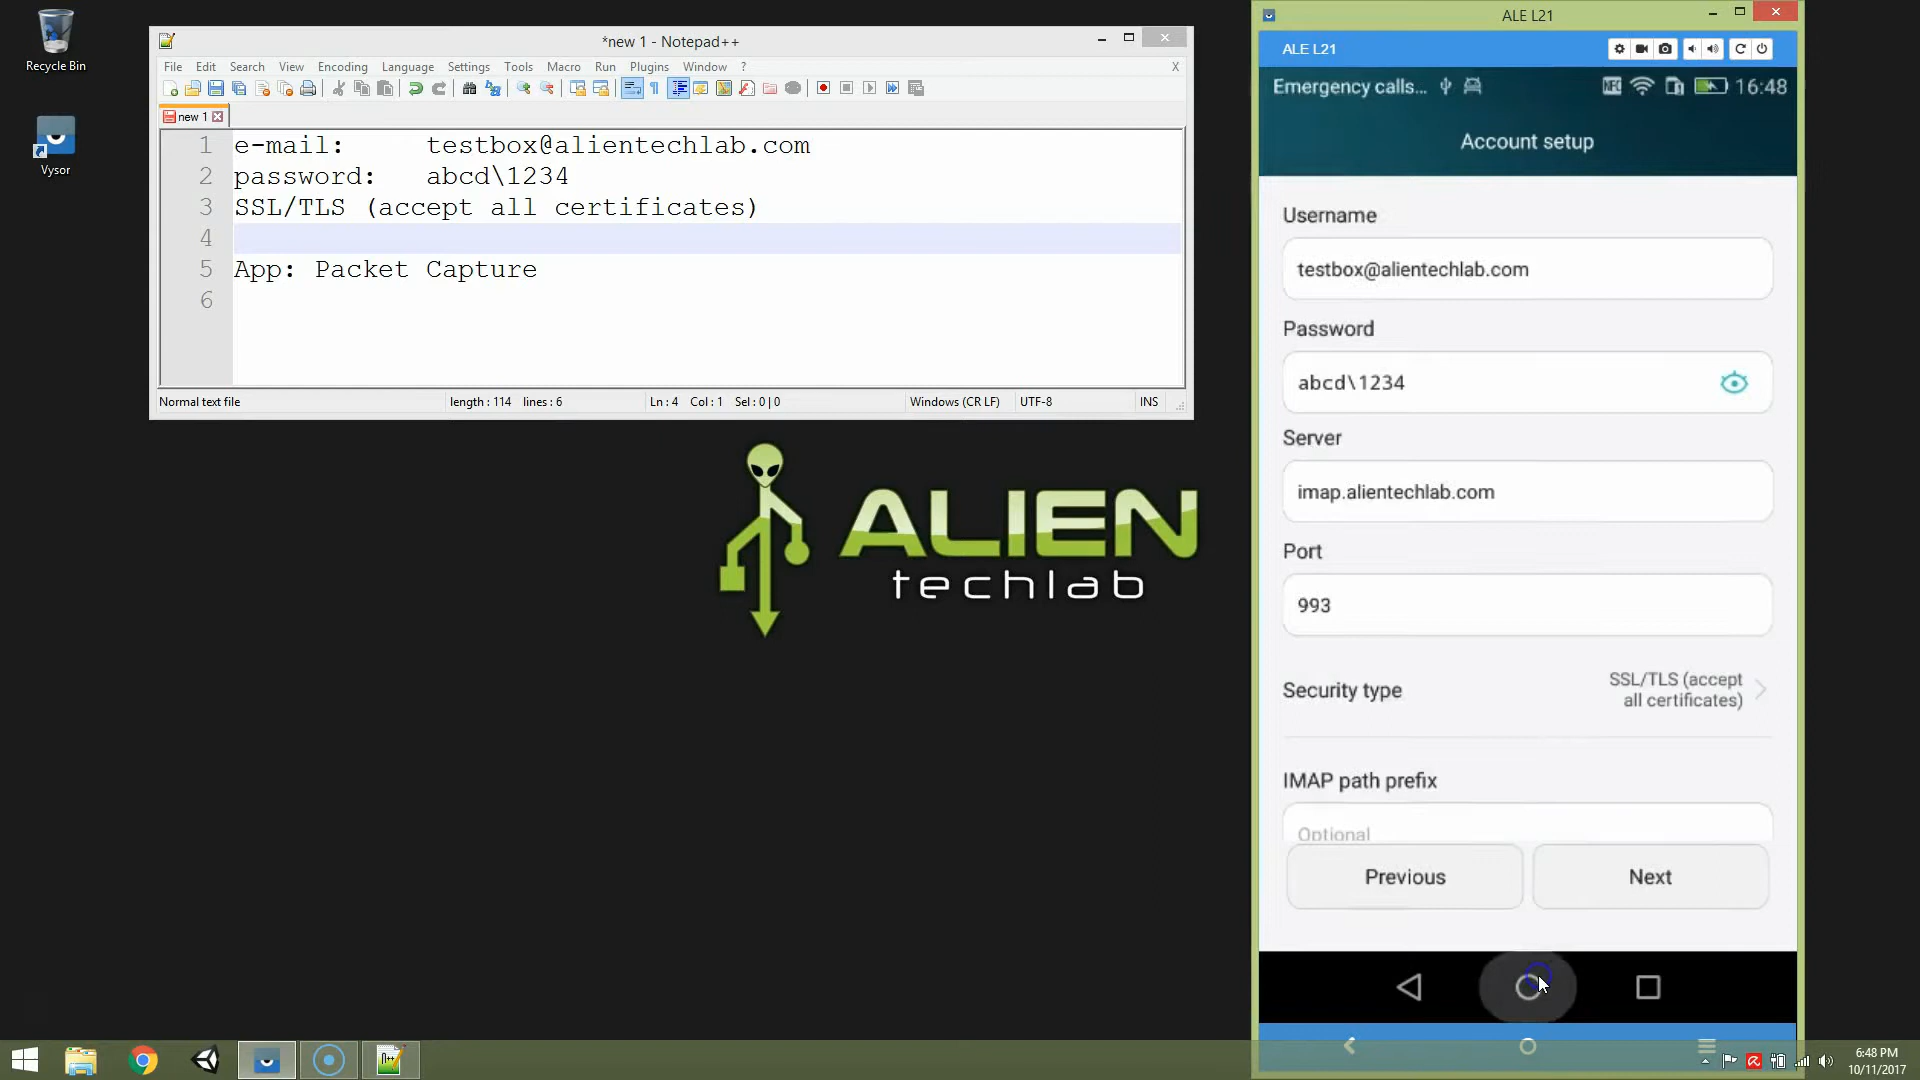 Recycle Bin
Vysor
*new 1 - Notepad++
File Edit Search View Encoding Language Settings Tools Macro Run Plugins Window ? X
new 1
1 e-mail: testbox@alientechlab.com
2 password: abcd\1234
3 SSL/TLS (accept all certificates)
4
5 App: Packet Capture
6
Normal text file length : 114 lines : 6 Ln : 4 Col : 1 Sel : 0 | 0 Windows (CR LF) UTF-8 INS
ALIEN
techlab
ALE L21
ALE L21
Emergency calls... 16:48
Account setup
Username
testbox@alientechlab.com
Password
abcd\1234
Server
imap.alientechlab.com
Port
993
Security type
SSL/TLS (accept
all certificates)
IMAP path prefix
Optional
Previous Next
6:48 PM
10/11/2017